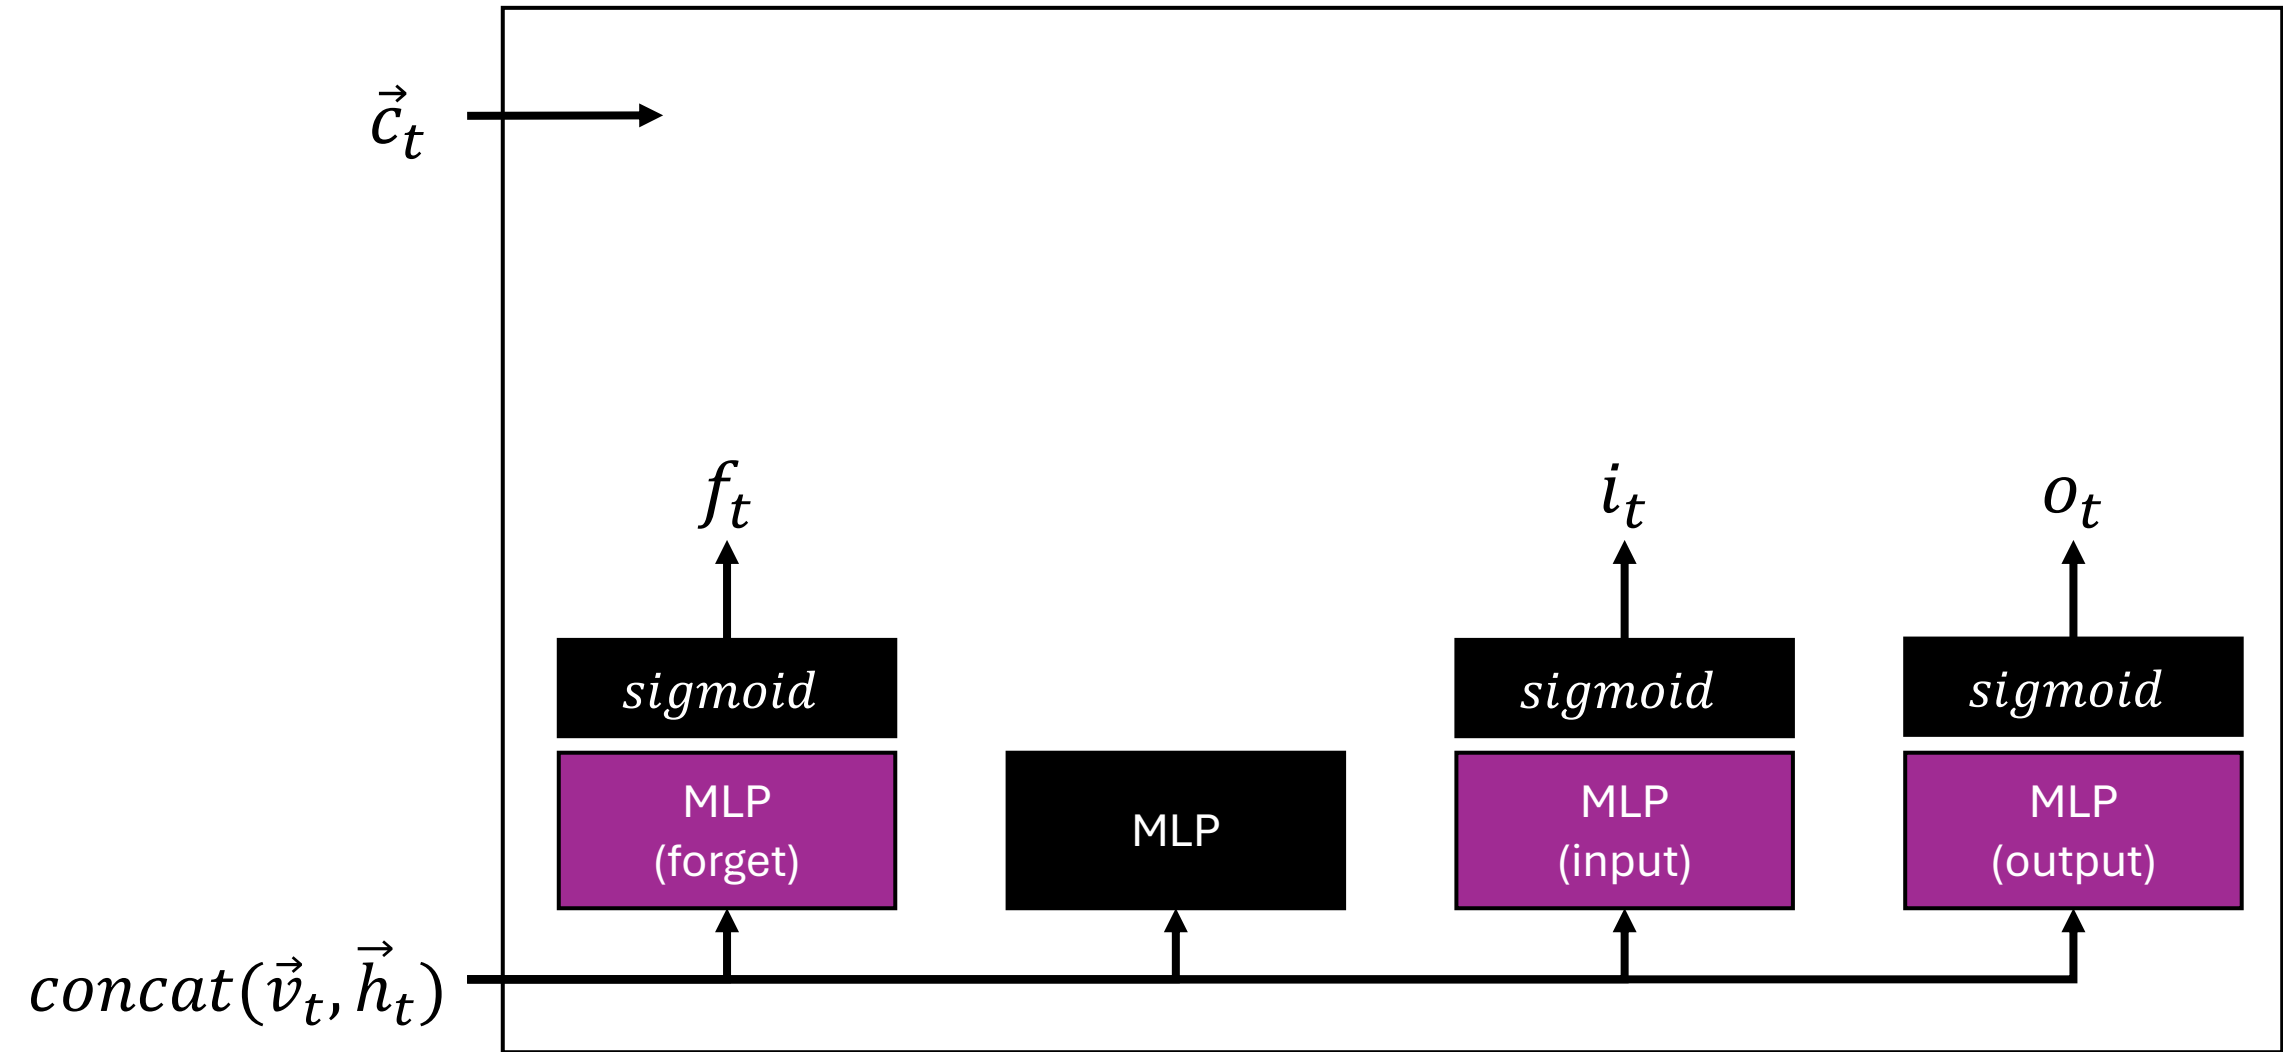 c⃗ₜ
fₜ
iₜ
oₜ
sigmoid
sigmoid
sigmoid
MLP
(forget)
MLP
MLP
(input)
MLP
(output)
concat(v⃗ₜ, h⃗ₜ)